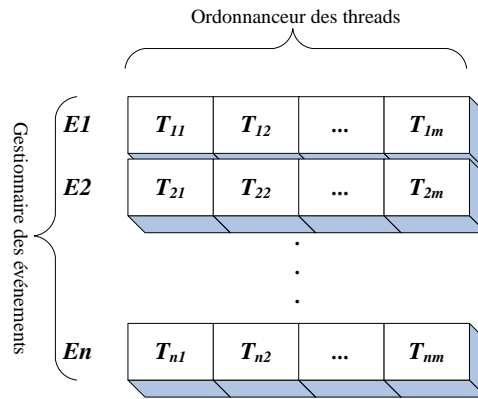 Ordonnanceur des threads
Gestionnaire des événements
E1 T11 T12 ... T1m
E2 T21 T22 ... T2m
.
.
.
En Tn1 Tn2 ... Tnm